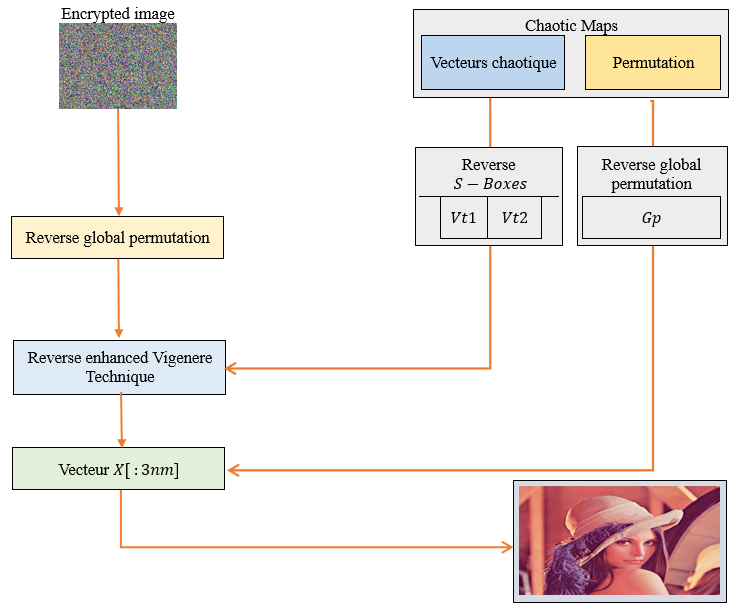 Encrypted image
Chaotic Maps
Vecteurs chaotique
Permutation
Reverse
S − Boxes
Vt1
Vt2
Reverse global
permutation
Gp
Reverse global permutation
Reverse enhanced Vigenere
Technique
Vecteur X[ : 3nm]